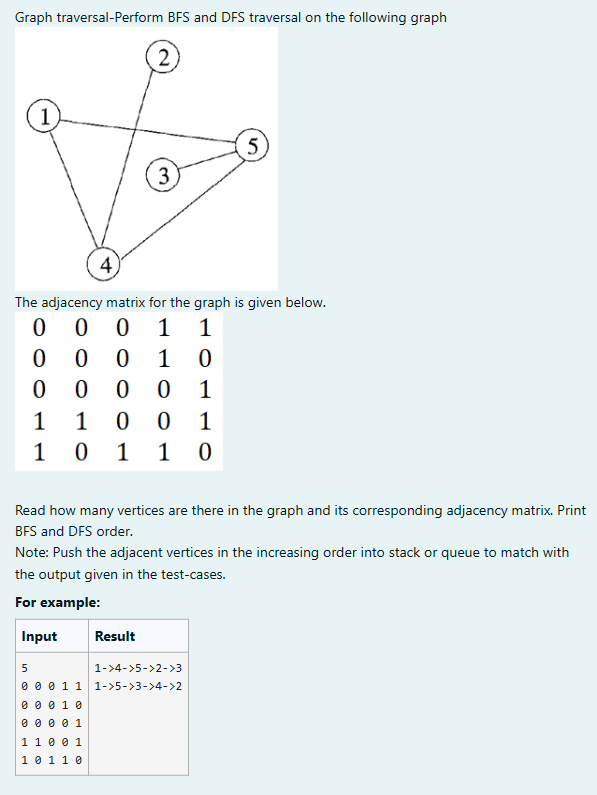 Graph traversal-Perform BFS and DFS traversal on the following graph
2
1
5
3
4
The adjacency matrix for the graph is given below.
0 0 0 1 1
0 0 0 1 0
0 0 0 0 1
1 1 0 0 1
1 0 1 1 0
Read how many vertices are there in the graph and its corresponding adjacency matrix. Print
BFS and DFS order.
Note: Push the adjacent vertices in the increasing order into stack or queue to match with
the output given in the test-cases.
For example:
Input Result
5 1->4->5->2->3
0 0 0 1 1 1->5->3->4->2
0 0 0 1 0
0 0 0 0 1
1 1 0 0 1
1 0 1 1 0